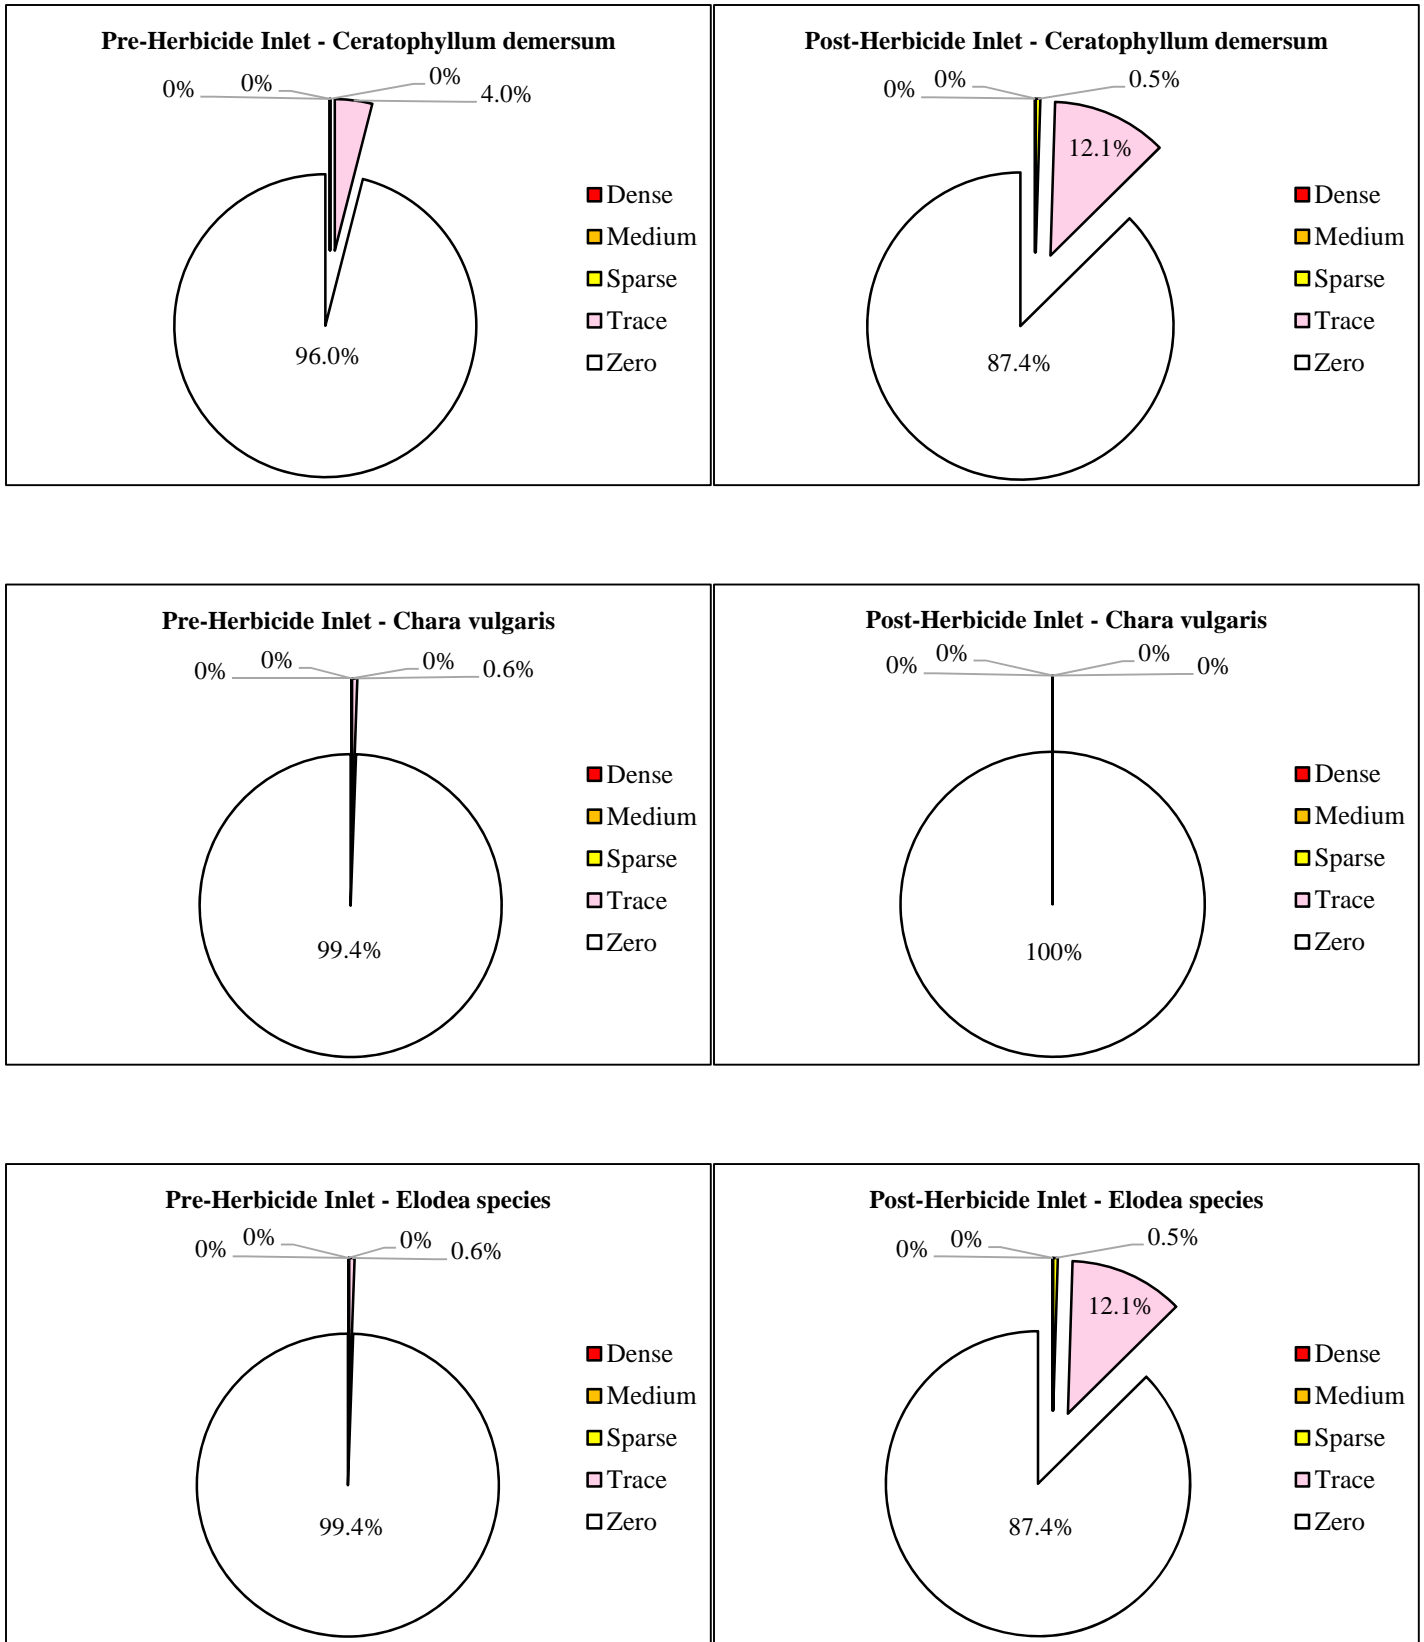 Pre-Herbicide Inlet - Ceratophyllum demersum
0%
0%
0%
4.0%
96.0%
Dense
Medium
Sparse
Trace
Zero
Post-Herbicide Inlet - Ceratophyllum demersum
0%
0%
0.5%
12.1%
87.4%
Dense
Medium
Sparse
Trace
Zero
Pre-Herbicide Inlet - Chara vulgaris
0%
0%
0%
0.6%
99.4%
Dense
Medium
Sparse
Trace
Zero
Post-Herbicide Inlet - Chara vulgaris
0%
0%
0%
0%
100%
Dense
Medium
Sparse
Trace
Zero
Pre-Herbicide Inlet - Elodea species
0%
0%
0%
0.6%
99.4%
Dense
Medium
Sparse
Trace
Zero
Post-Herbicide Inlet - Elodea species
0%
0%
0.5%
12.1%
87.4%
Dense
Medium
Sparse
Trace
Zero